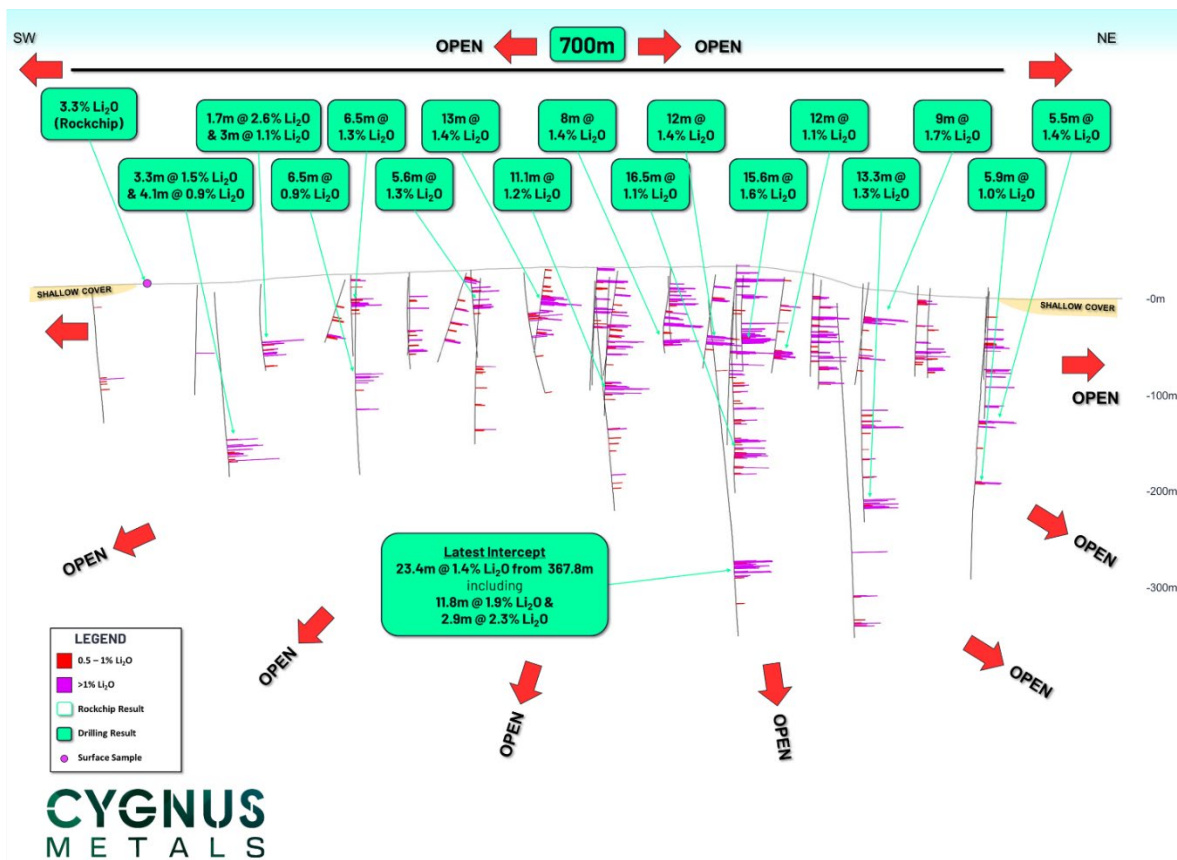 SW
OPEN
700m
OPEN
NE
3.3% Li₂O
(Rockchip)
1.7m @ 2.6% Li₂O
& 3m @ 1.1% Li₂O
6.5m @
1.3% Li₂O
13m @
1.4% Li₂O
8m @
1.4% Li₂O
12m @
1.4% Li₂O
12m @
1.1% Li₂O
9m @
1.7% Li₂O
5.5m @
1.4% Li₂O
3.3m @ 1.5% Li₂O
& 4.1m @ 0.9% Li₂O
6.5m @
0.9% Li₂O
5.6m @
1.3% Li₂O
11.1m @
1.2% Li₂O
16.5m @
1.1% Li₂O
15.6m @
1.6% Li₂O
13.3m @
1.3% Li₂O
5.9m @
1.0% Li₂O
SHALLOW COVER
-0m
SHALLOW COVER
OPEN
-100m
-200m
OPEN
OPEN
-300m
Latest Intercept
23.4m @ 1.4% Li₂O from 367.8m
including
11.8m @ 1.9% Li₂O &
2.9m @ 2.3% Li₂O
OPEN
OPEN
OPEN
OPEN
LEGEND
0.5 – 1% Li₂O
>1% Li₂O
Rockchip Result
Drilling Result
Surface Sample
CYGNUS
METALS